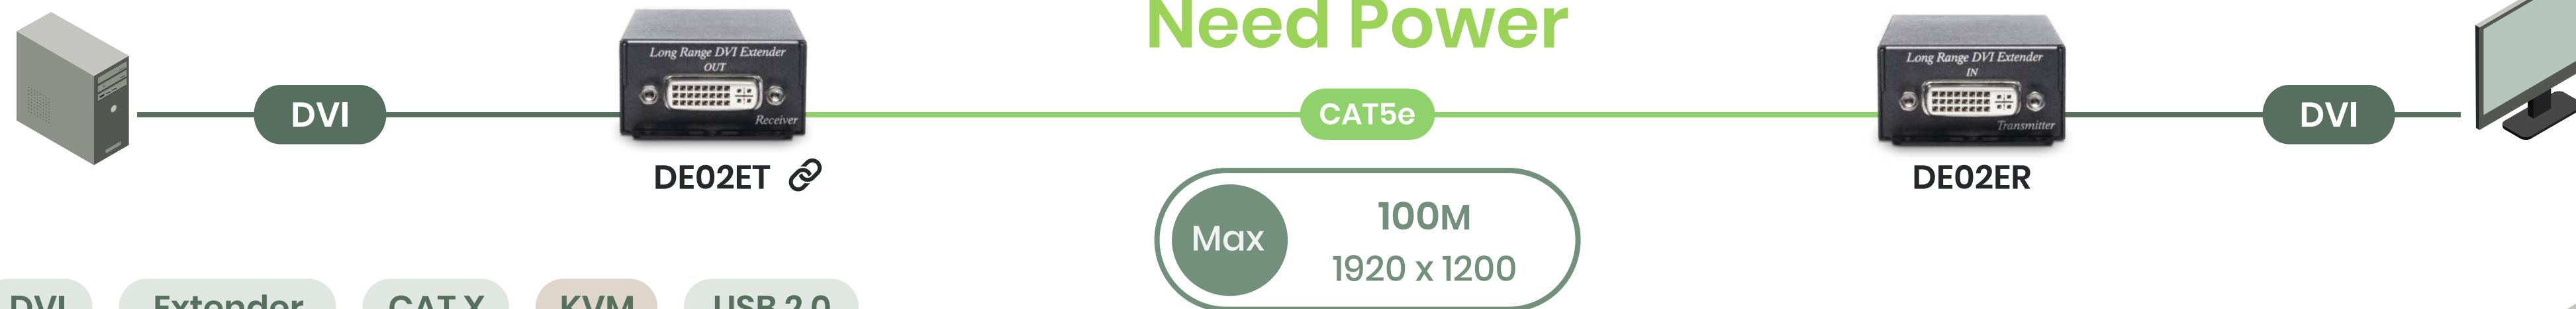 Need Power
Long Range DVI Extender
OUT
Receiver
Long Range DVI Extender
IN
Transmitter
DVI
CAT5e
DVI
DE02ET
DE02ER
Max
100M
1920 x 1200
DVI
Extender
CAT X
KVM
USB 2.0